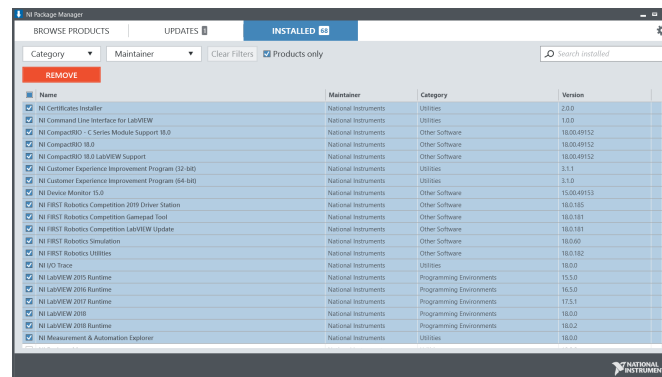 NI Package Manager
BROWSE PRODUCTS UPDATES INSTALLED 68
Category Maintainer Clear Filters Products only Search installed
REMOVE
Name Maintainer Category Version
NI Certificates Installer National Instruments Utilities 2.0.0
NI Command Line Interface for LabVIEW National Instruments Utilities 1.0.0
NI CompactRIO - C Series Module Support 18.0 National Instruments Other Software 18.00.49152
NI CompactRIO 18.0 National Instruments Other Software 18.00.49152
NI CompactRIO 18.0 LabVIEW Support National Instruments Other Software 18.00.49152
NI Customer Experience Improvement Program (32-bit) National Instruments Utilities 3.1.1
NI Customer Experience Improvement Program (64-bit) National Instruments Utilities 3.1.0
NI Device Monitor 15.0 National Instruments Other Software 15.00.49153
NI FIRST Robotics Competition 2019 Driver Station National Instruments Other Software 18.0.185
NI FIRST Robotics Competition Gamepad Tool National Instruments Other Software 18.0.181
NI FIRST Robotics Competition LabVIEW Update National Instruments Other Software 18.0.181
NI FIRST Robotics Simulation National Instruments Other Software 18.0.60
NI FIRST Robotics Utilities National Instruments Other Software 18.0.182
NI I/O Trace National Instruments Utilities 18.0.0
NI LabVIEW 2015 Runtime National Instruments Programming Environments 15.5.0
NI LabVIEW 2016 Runtime National Instruments Programming Environments 16.5.0
NI LabVIEW 2017 Runtime National Instruments Programming Environments 17.5.1
NI LabVIEW 2018 National Instruments Programming Environments 18.0.0
NI LabVIEW 2018 Runtime National Instruments Programming Environments 18.0.2
NI Measurement & Automation Explorer National Instruments Utilities 18.0.0
NATIONAL
INSTRUMEN